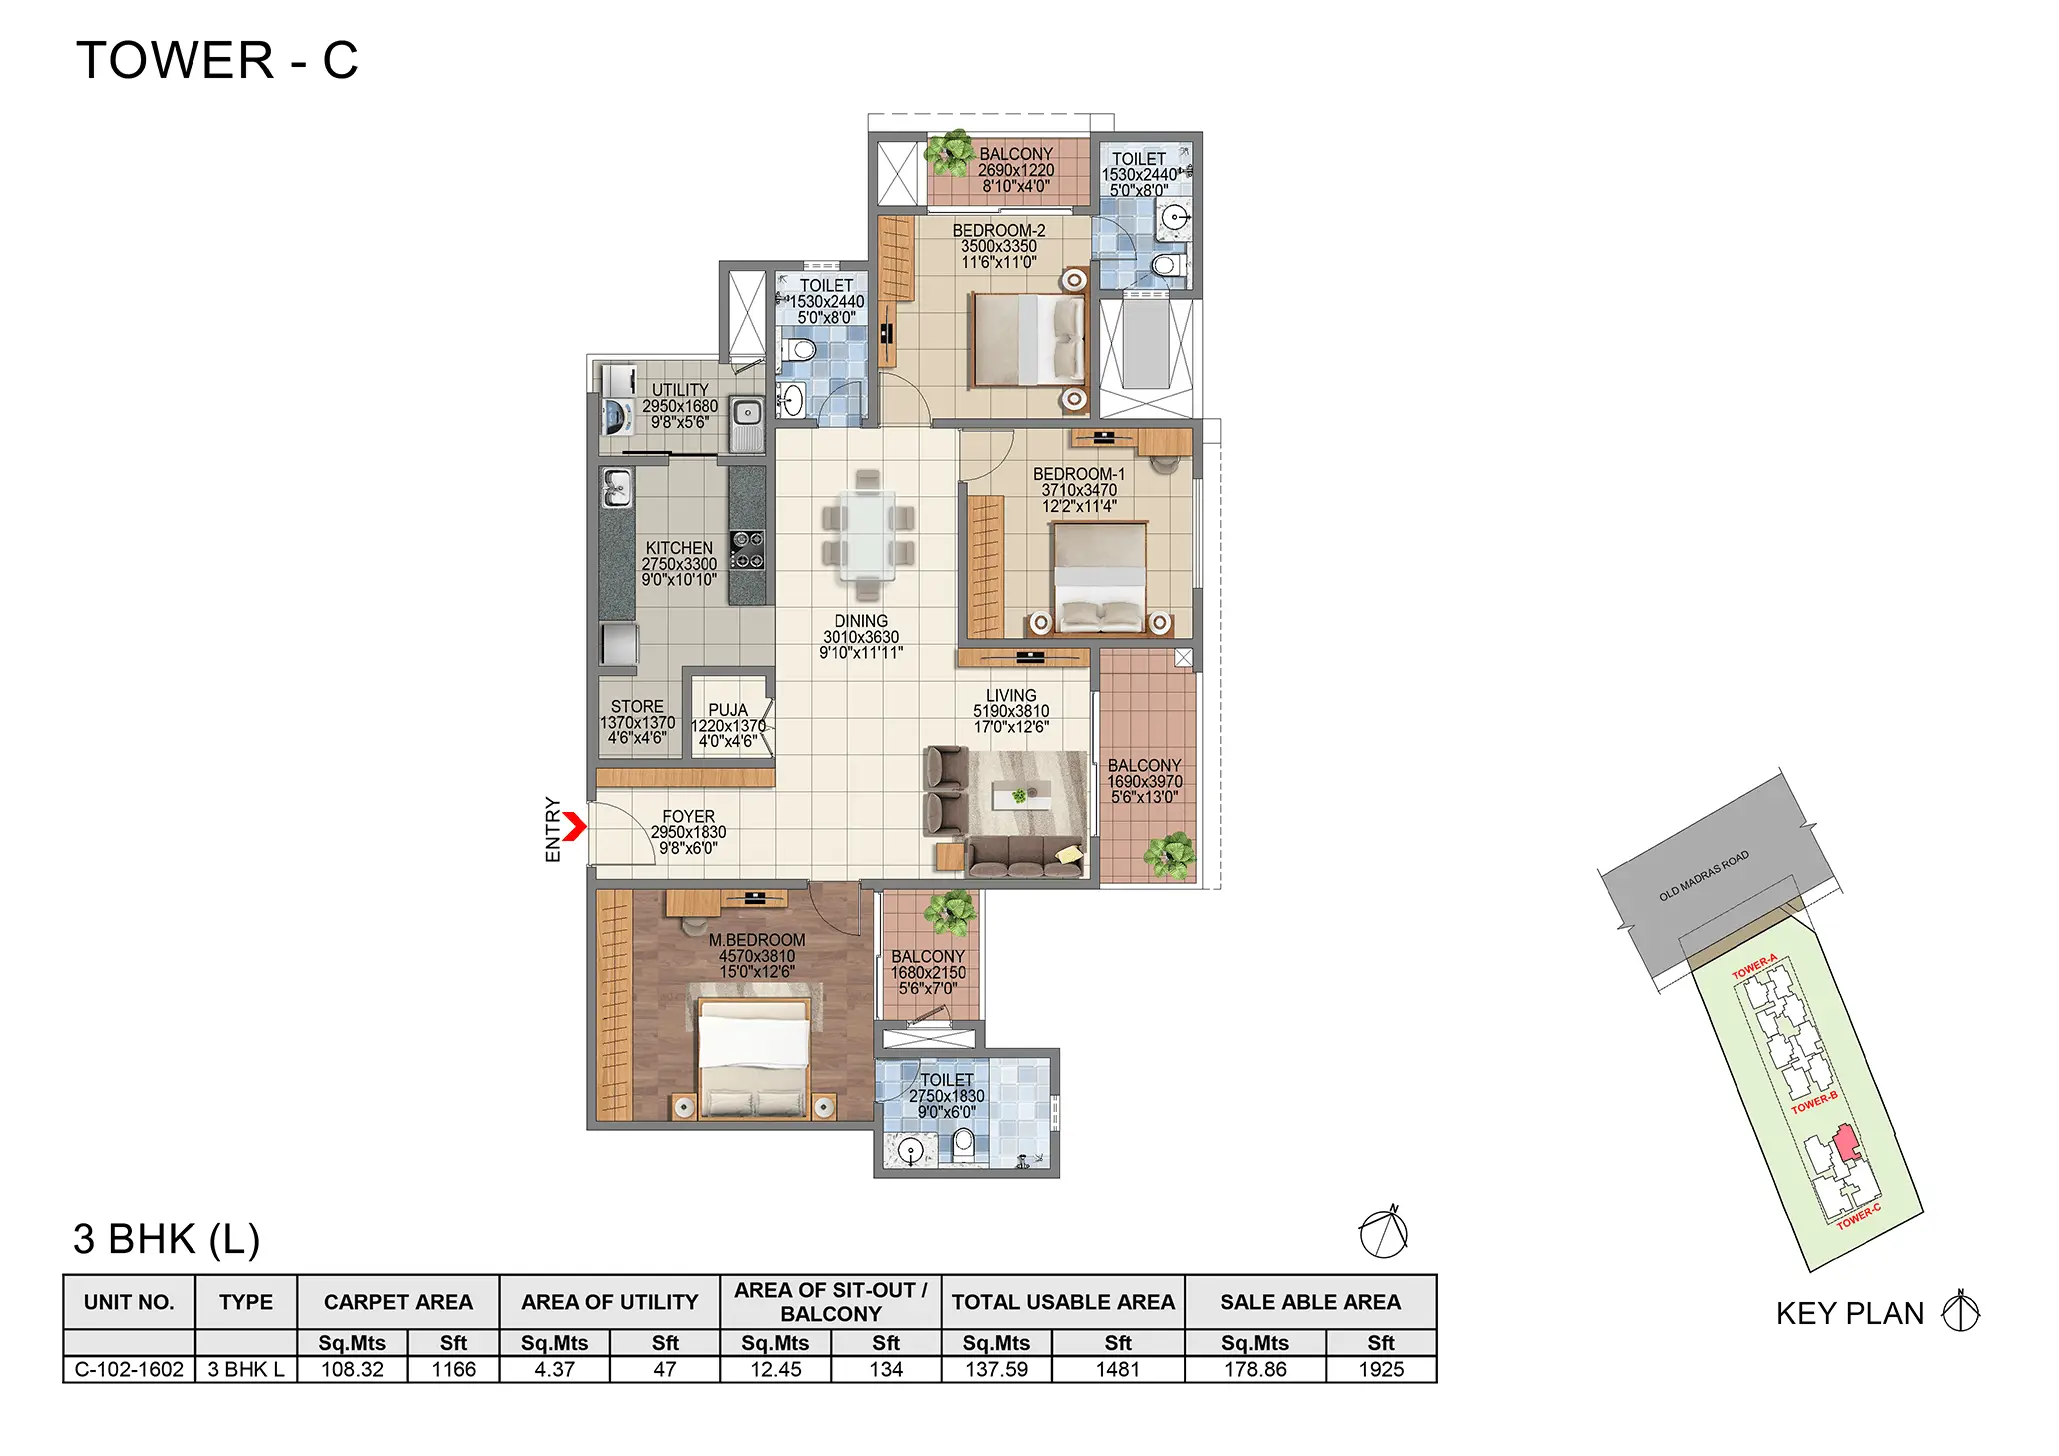 TOWER - C
BALCONY
2690x1220
8'10"x4'0"
TOILET
1530x2440
5'0"x8'0"
BEDROOM-2
3500x3350
11'6"x11'0"
TOILET
1530x2440
5'0"x8'0"
UTILITY
2950x1680
9'8"x5'6"
BEDROOM-1
3710x3470
12'2"x11'4"
KITCHEN
2750x3300
9'0"x10'10"
DINING
3010x3630
9'10"x11'11"
LIVING
5190x3810
17'0"x12'6"
STORE
1370x1370
4'6"x4'6"
PUJA
1220x1370
4'0"x4'6"
BALCONY
1690x3970
5'6"x13'0"
ENTRY
FOYER
2950x1830
9'8"x6'0"
M.BEDROOM
4570x3810
15'0"x12'6"
BALCONY
1680x2150
5'6"x7'0"
TOILET
2750x1830
9'0"x6'0"
OLD MADRAS ROAD
TOWER-A
TOWER-B
TOWER-C
N
KEY PLAN
N
3 BHK (L)
UNIT NO. TYPE CARPET AREA AREA OF UTILITY AREA OF SIT-OUT / BALCONY TOTAL USABLE AREA SALE ABLE AREA
Sq.Mts Sft Sq.Mts Sft Sq.Mts Sft Sq.Mts Sft Sq.Mts Sft
C-102-1602 3 BHK L 108.32 1166 4.37 47 12.45 134 137.59 1481 178.86 1925